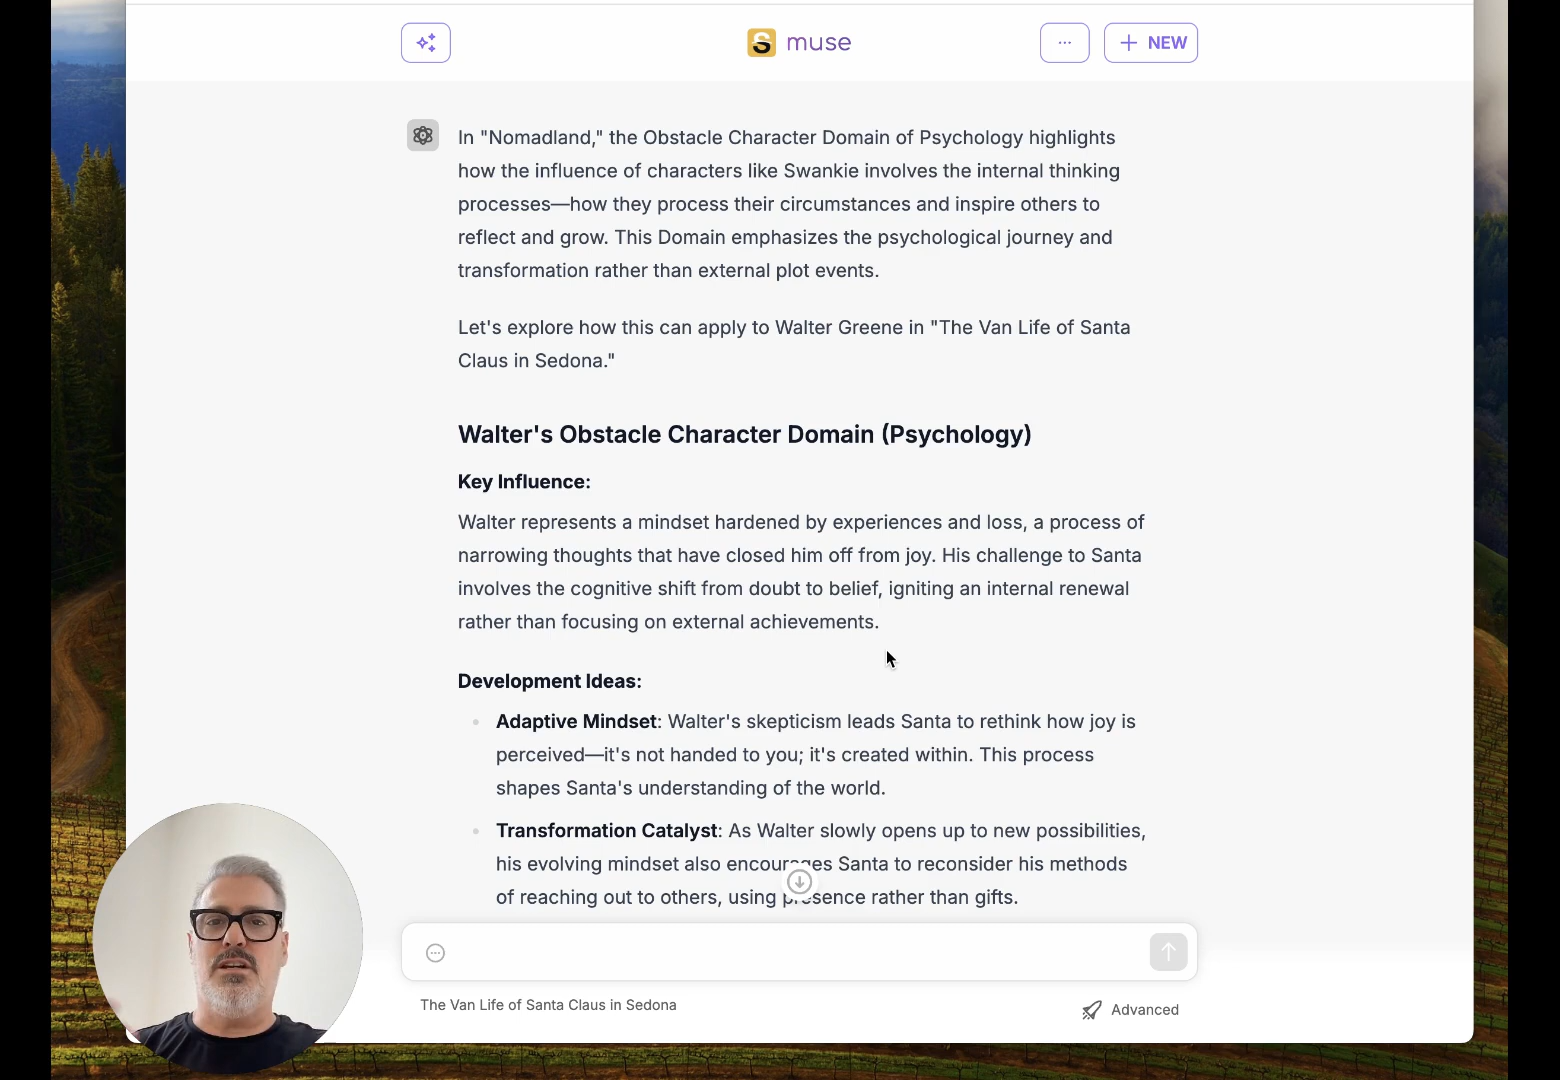 muse
...
+ NEW
In "Nomadland," the Obstacle Character Domain of Psychology highlights
how the influence of characters like Swankie involves the internal thinking
processes—how they process their circumstances and inspire others to
reflect and grow. This Domain emphasizes the psychological journey and
transformation rather than external plot events.
Let's explore how this can apply to Walter Greene in "The Van Life of Santa
Claus in Sedona."
Walter's Obstacle Character Domain (Psychology)
Key Influence:
Walter represents a mindset hardened by experiences and loss, a process of
narrowing thoughts that have closed him off from joy. His challenge to Santa
involves the cognitive shift from doubt to belief, igniting an internal renewal
rather than focusing on external achievements.
Development Ideas:
Adaptive Mindset: Walter's skepticism leads Santa to rethink how joy is
perceived—it's not handed to you; it's created within. This process
shapes Santa's understanding of the world.
Transformation Catalyst: As Walter slowly opens up to new possibilities,
his evolving mindset also encourages Santa to reconsider his methods
of reaching out to others, using presence rather than gifts.
The Van Life of Santa Claus in Sedona
Advanced